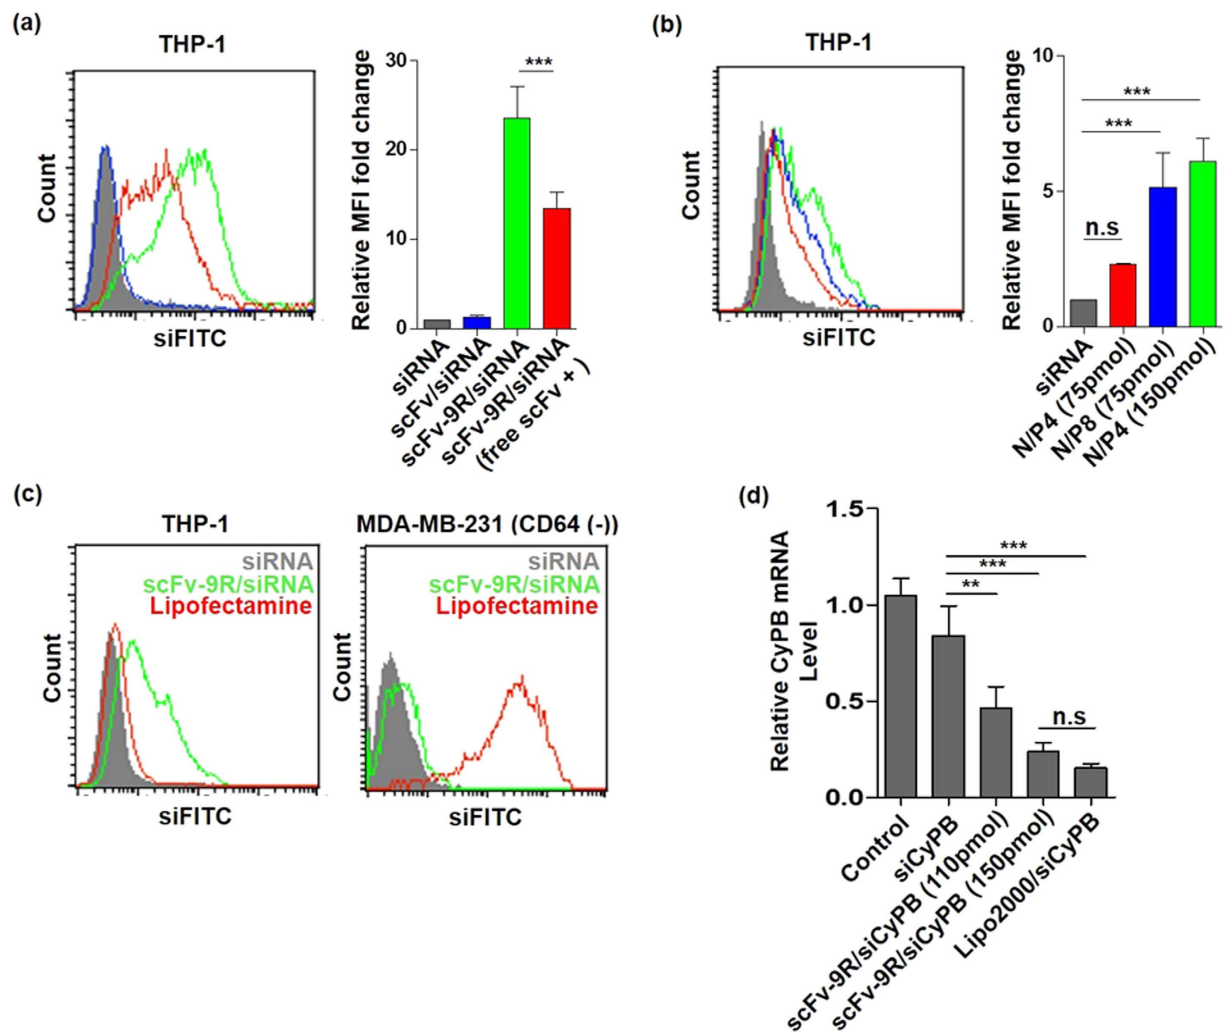 (a)
THP-1
Count
siFITC
Relative MFI fold change
30
20
10
0
***
siRNA
scFv/siRNA
scFv-9R/siRNA
scFv-9R/siRNA
(free scFv + )
(b)
THP-1
Count
siFITC
Relative MFI fold change
10
5
0
n.s
***
***
siRNA
N/P4 (75pmol)
N/P8 (75pmol)
N/P4 (150pmol)
(c)
THP-1
siRNA
scFv-9R/siRNA
Lipofectamine
Count
siFITC
MDA-MB-231 (CD64 (-))
siRNA
scFv-9R/siRNA
Lipofectamine
Count
siFITC
(d)
Relative CyPB mRNA
Level
1.5
1.0
0.5
0.0
***
***
**
n.s
Control
siCyPB
scFv-9R/siCyPB (110pmol)
scFv-9R/siCyPB (150pmol)
Lipo2000/siCyPB